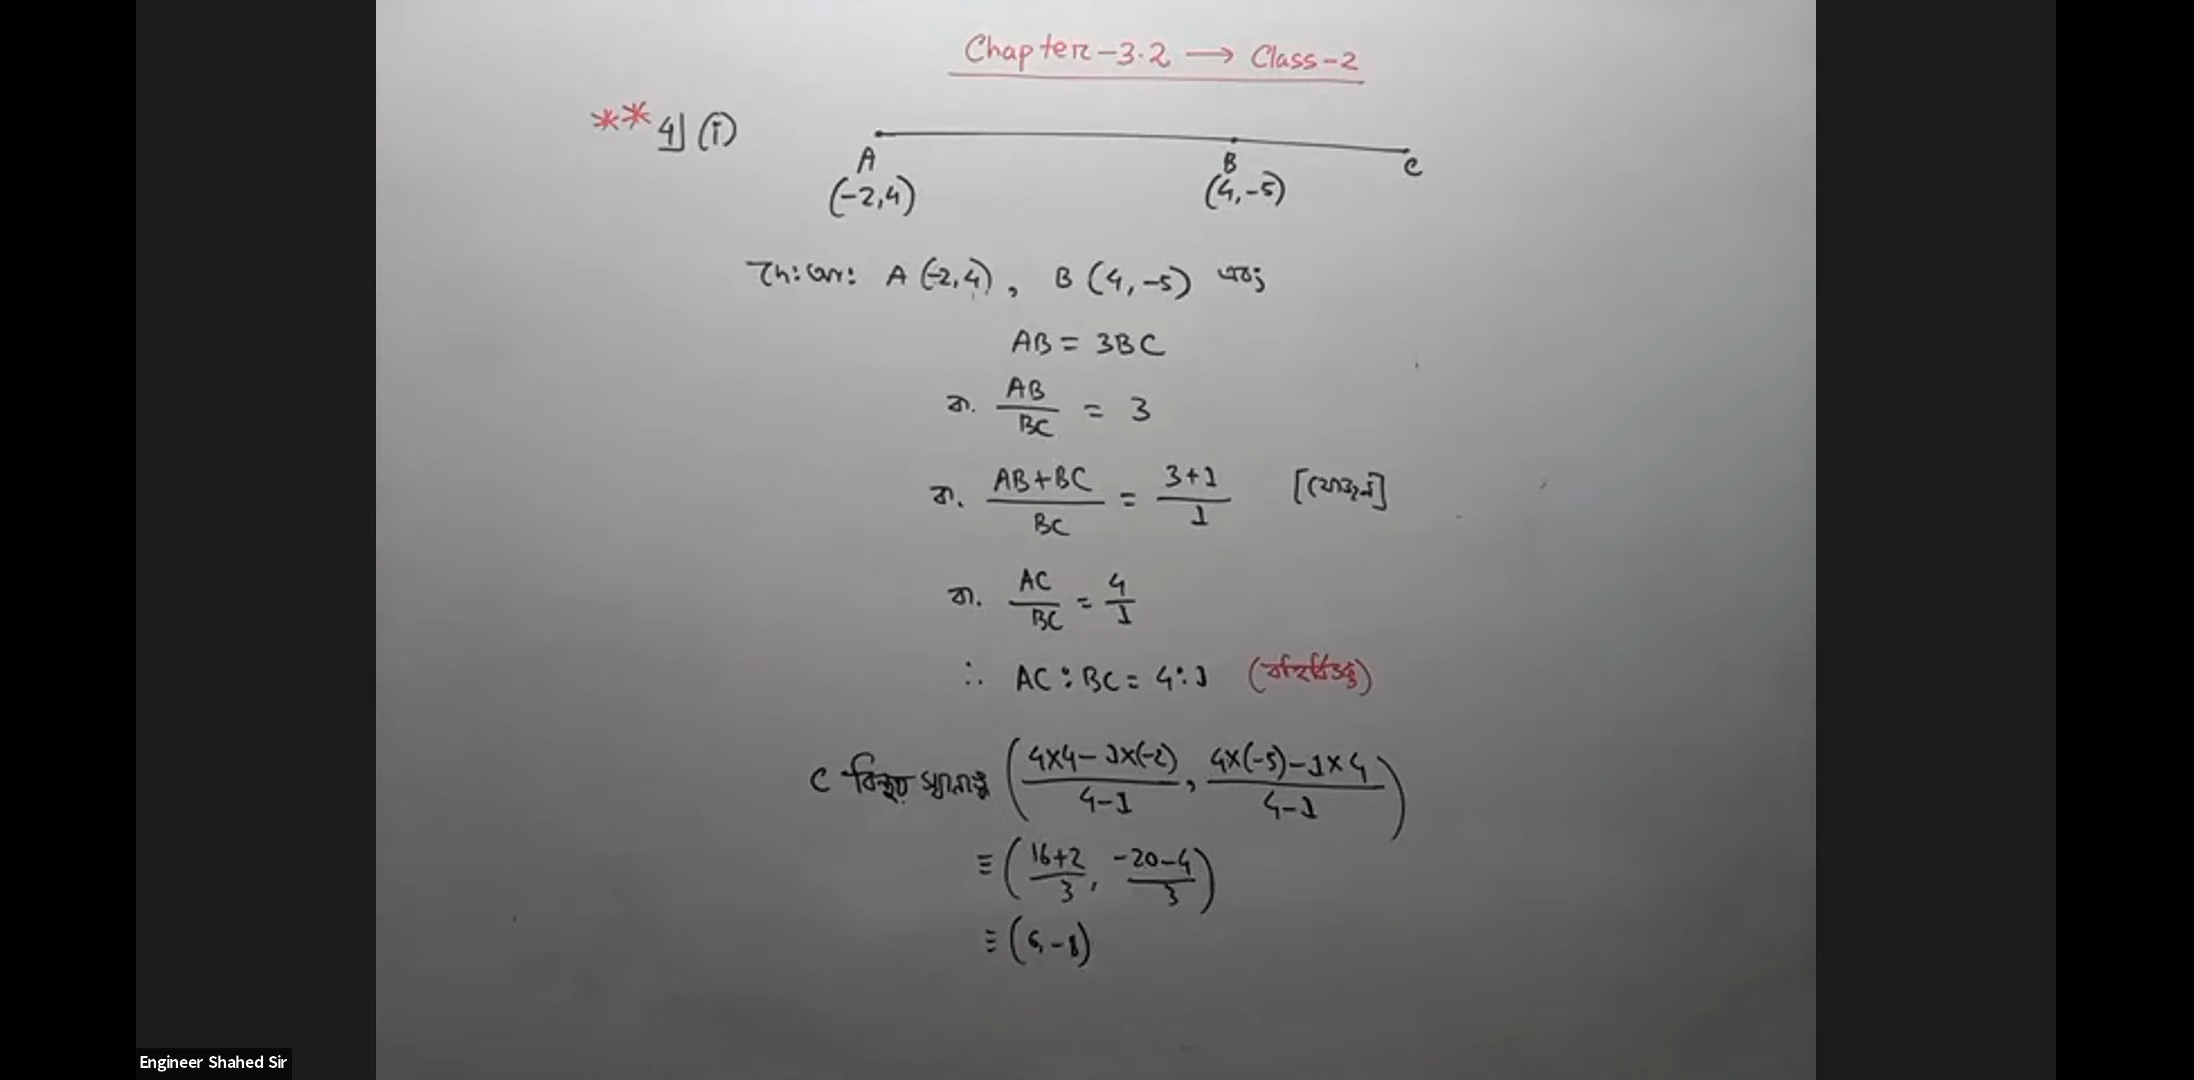 Chapter-3.2 → Class-2
** 4] (i)
A B C
(-2,4) (4,-5)
A (-2,4), B (4,-5) এবং
AB = 3BC
বা. AB/BC = 3
বা. (AB+BC)/BC = (3+1)/1 [যোজন]
বা. AC/BC = 4/1
∴ AC : BC = 4:1 (বহির্বিভক্ত)
C বিন্দুর স্থানাঙ্ক ((4×4-1×(-2))/(4-1), (4×(-5)-1×4)/(4-1))
≡ ((16+2)/3, (-20-4)/3)
≡ (6,-8)
Engineer Shahed Sir